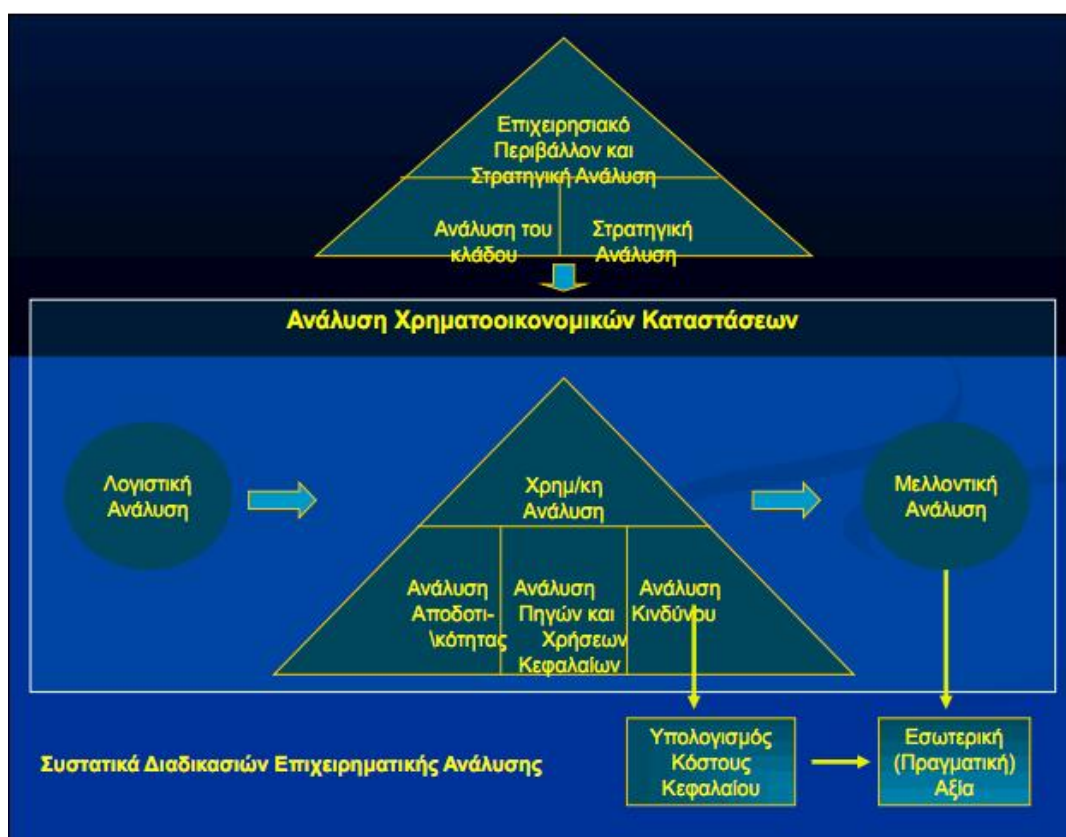 Επιχειρησιακό
Περιβάλλον και
Στρατηγική Ανάλυση
Ανάλυση του
κλάδου
Στρατηγική
Ανάλυση
Ανάλυση Χρηματοοικονομικών Καταστάσεων
Λογιστική
Ανάλυση
Χρημ/κη
Ανάλυση
Μελλοντική
Ανάλυση
Ανάλυση
Αποδοτι-
\κότητας
Ανάλυση
Πηγών και
Χρήσεων
Κεφαλαίων
Ανάλυση
Κινδύνου
Συστατικά Διαδικασιών Επιχειρηματικής Ανάλυσης
Υπολογισμός
Κόστους
Κεφαλαίου
Εσωτερική
(Πραγματική)
Αξία